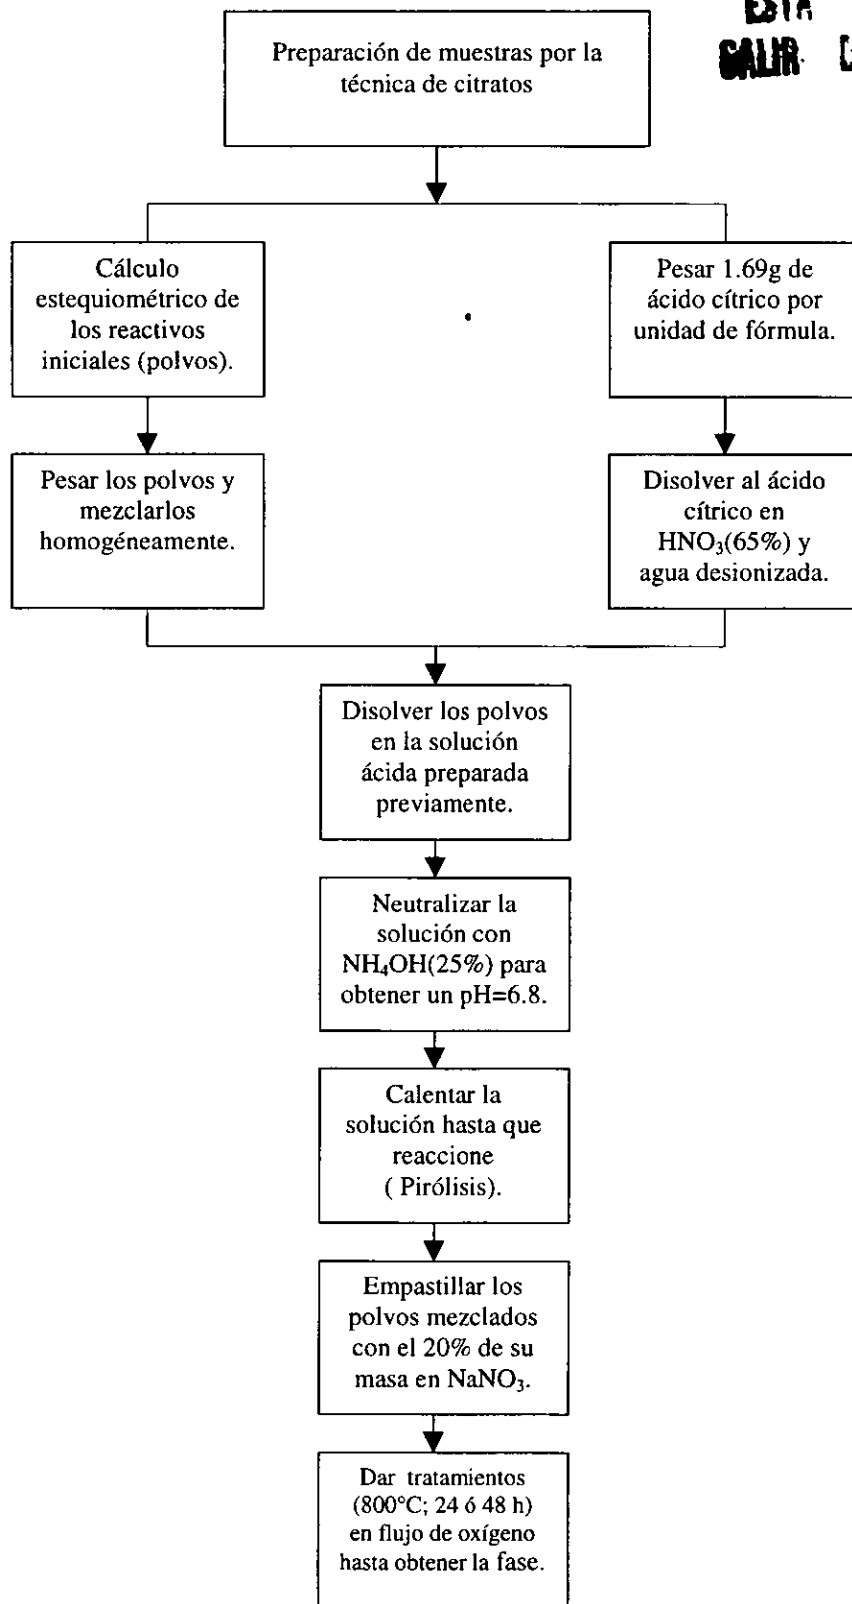 ESTA
SALIR
Preparación de muestras por la
técnica de citratos
Cálculo
estequiométrico de
los reactivos
iniciales (polvos).
Pesar 1.69g de
ácido cítrico por
unidad de fórmula.
Pesar los polvos y
mezclarlos
homogéneamente.
Disolver al ácido
cítrico en
HNO₃(65%) y
agua desionizada.
Disolver los polvos
en la solución
ácida preparada
previamente.
Neutralizar la
solución con
NH₄OH(25%) para
obtener un pH=6.8.
Calentar la
solución hasta que
reaccione
( Pirólisis).
Empastillar los
polvos mezclados
con el 20% de su
masa en NaNO₃.
Dar tratamientos
(800°C; 24 ó 48 h)
en flujo de oxígeno
hasta obtener la fase.